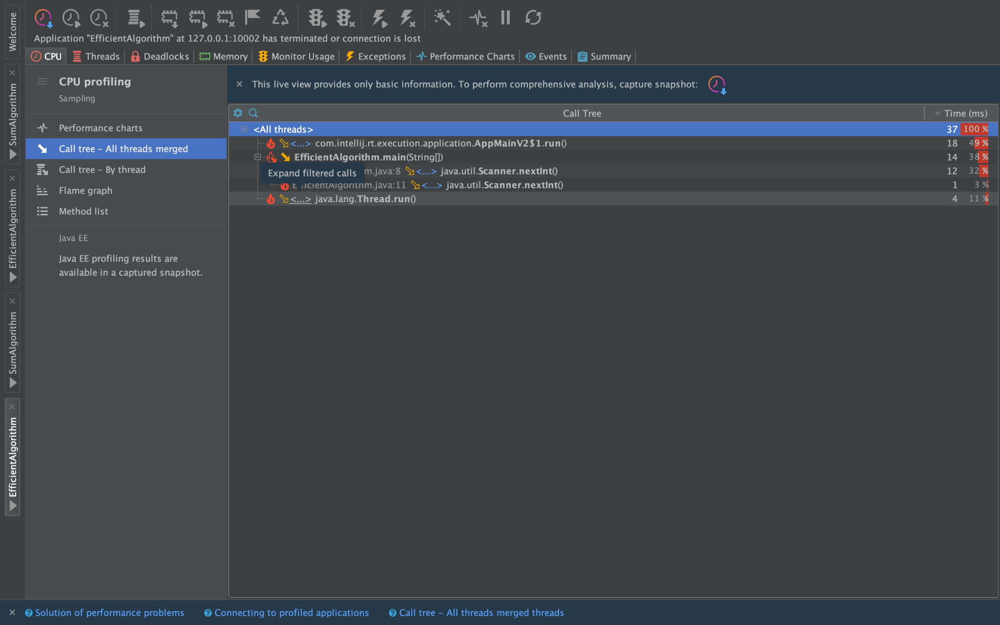 Welcome
SumAlgorithm
EfficientAlgorithm
SumAlgorithm
EfficientAlgorithm
Application "EfficientAlgorithm" at 127.0.0.1:10002 has terminated or connection is lost
CPU Threads Deadlocks Memory Monitor Usage Exceptions Performance Charts Events Summary
CPU profiling
Sampling
Performance charts
Call tree – All threads merged
Call tree – By thread
Flame graph
Method list
Java EE
Java EE profiling results are
available in a captured snapshot.
This live view provides only basic information. To perform comprehensive analysis, capture snapshot:
Call Tree Time (ms)
<All threads> 37 100 %
<...> com.intellij.rt.execution.application.AppMainV2$1.run() 18 49 %
EfficientAlgorithm.main(String[]) 14 38 %
Expand filtered calls
m.java:8 <...> java.util.Scanner.nextInt() 12 32 %
EfficientAlgorithm.java:11 <...> java.util.Scanner.nextInt() 1 3 %
<...> java.lang.Thread.run() 4 11 %
Solution of performance problems Connecting to profiled applications Call tree – All threads merged threads